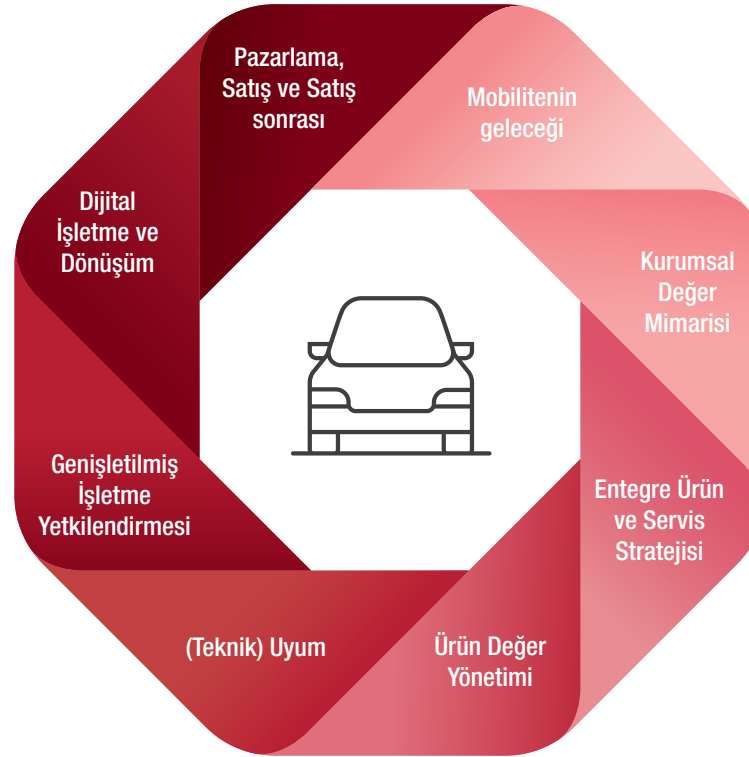 Pazarlama,
Satış ve Satış
sonrası
Mobilitenin
geleceği
Kurumsal
Değer
Mimarisi
Entegre Ürün
ve Servis
Stratejisi
Ürün Değer
Yönetimi
(Teknik) Uyum
Genişletilmiş
İşletme
Yetkilendirmesi
Dijital
İşletme ve
Dönüşüm